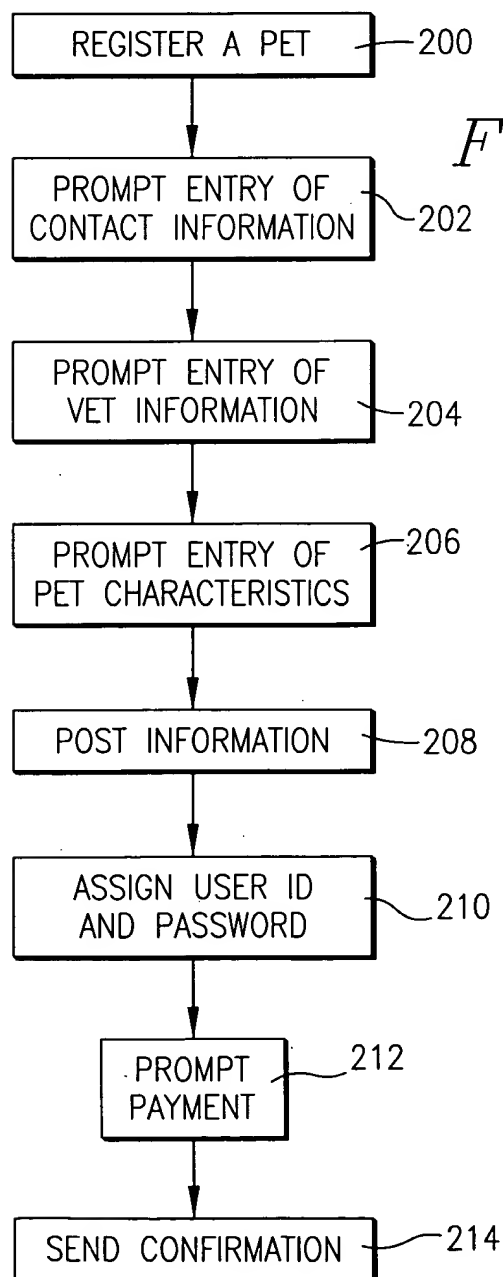 REGISTER A PET
200
F
PROMPT ENTRY OF
CONTACT INFORMATION
202
PROMPT ENTRY OF
VET INFORMATION
204
PROMPT ENTRY OF
PET CHARACTERISTICS
206
POST INFORMATION
208
ASSIGN USER ID
AND PASSWORD
210
PROMPT
PAYMENT
212
SEND CONFIRMATION
214